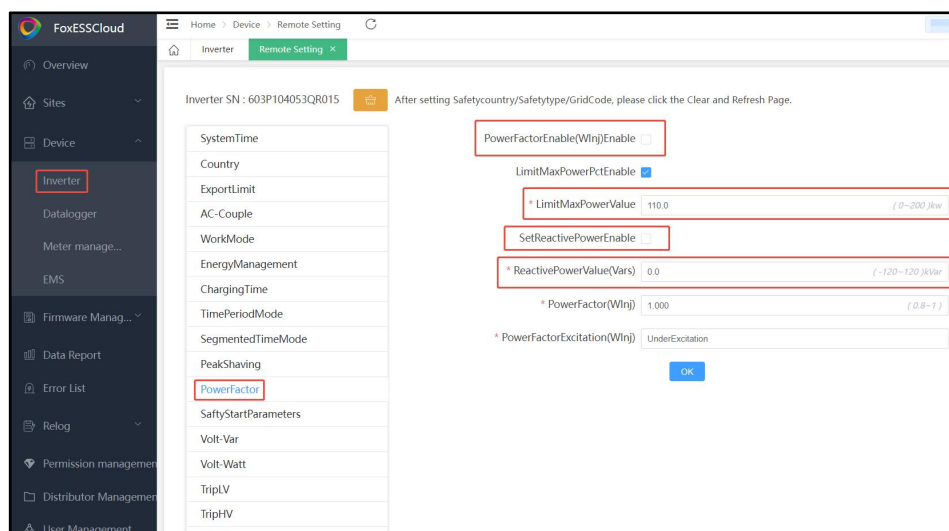 FoxESSCloud
Overview
Sites
Device
Inverter
Datalogger
Meter manage...
EMS
Firmware Manag...
Data Report
Error List
Relog
Permission managemen
Distributor Managemen
User Management
Home > Device > Remote Setting
Inverter
Remote Setting ×
Inverter SN : 603P104053QR015
After setting Safetycountry/Safetytype/GridCode, please click the Clear and Refresh Page.
SystemTime
Country
ExportLimit
AC-Couple
WorkMode
EnergyManagement
ChargingTime
TimePeriodMode
SegmentedTimeMode
PeakShaving
PowerFactor
SaftyStartParameters
Volt-Var
Volt-Watt
TripLV
TripHV
PowerFactorEnable(WInj)Enable
LimitMaxPowerPctEnable
* LimitMaxPowerValue 110.0 ( 0~200 )kw
SetReactivePowerEnable
* ReactivePowerValue(Vars) 0.0 ( -120~120 )kVar
* PowerFactor(WInj) 1.000 ( 0.8~1 )
* PowerFactorExcitation(WInj) UnderExcitation
OK